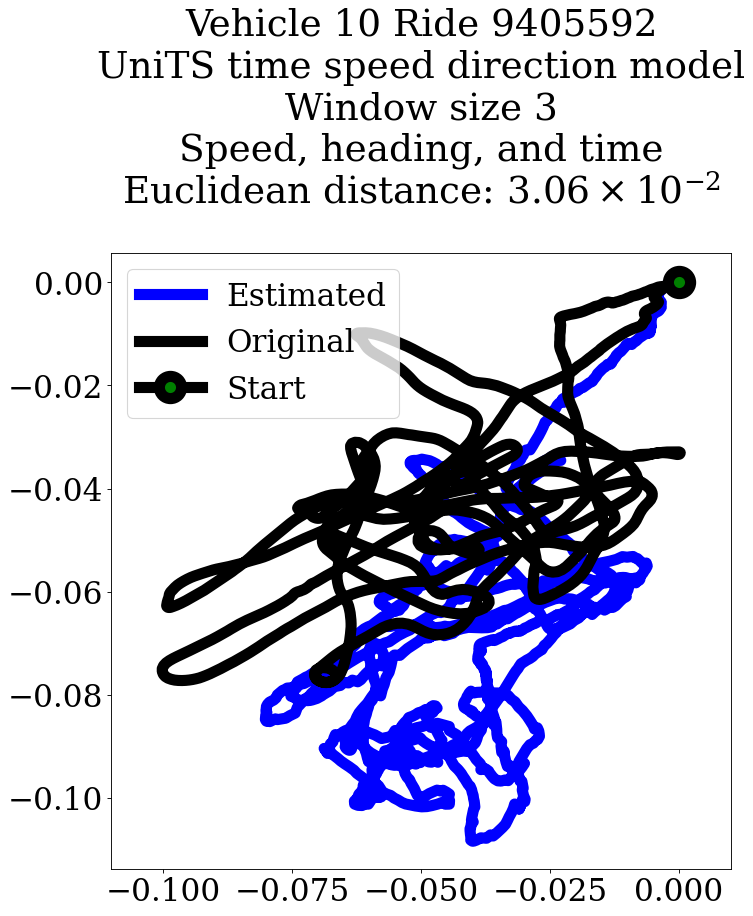 Vehicle 10 Ride 9405592
UniTS time speed direction model
Window size 3
Speed, heading, and time
Euclidean distance: 3.06 × 10⁻²
Estimated
Original
Start
0.00
−0.02
−0.04
−0.06
−0.08
−0.10
−0.100 −0.075 −0.050 −0.025 0.000